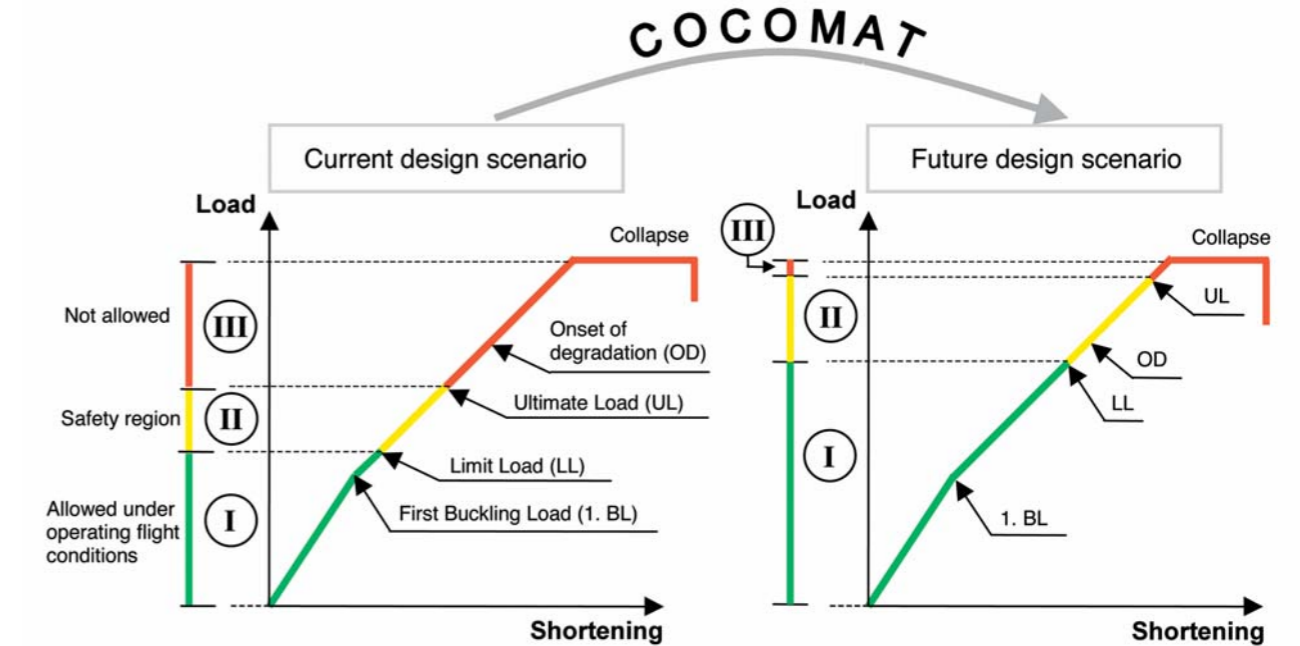 COCOMAT
Current design scenario
Load
Collapse
Not allowed
III
Onset of
degradation (OD)
Ultimate Load (UL)
Safety region
II
Limit Load (LL)
Allowed under
operating flight
conditions
I
First Buckling Load (1. BL)
Shortening
Future design scenario
Load
III
Collapse
UL
II
OD
LL
I
1. BL
Shortening